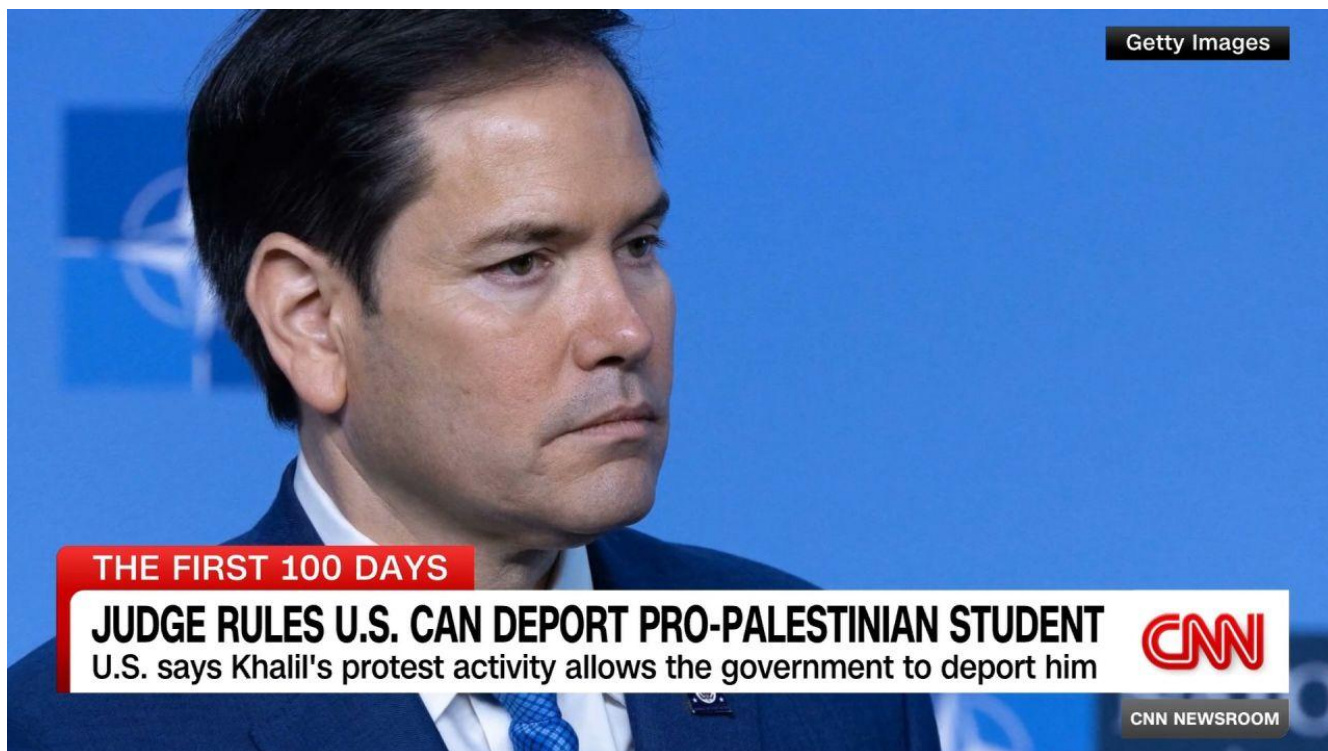 Getty Images
THE FIRST 100 DAYS
JUDGE RULES U.S. CAN DEPORT PRO-PALESTINIAN STUDENT
U.S. says Khalil's protest activity allows the government to deport him
CNN
CNN NEWSROOM